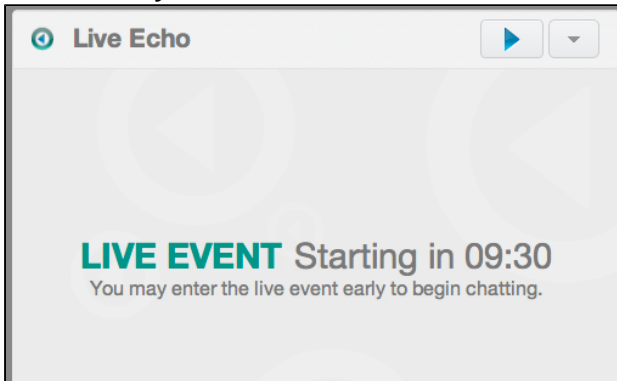 Live Echo
LIVE EVENT Starting in 09:30
You may enter the live event early to begin chatting.